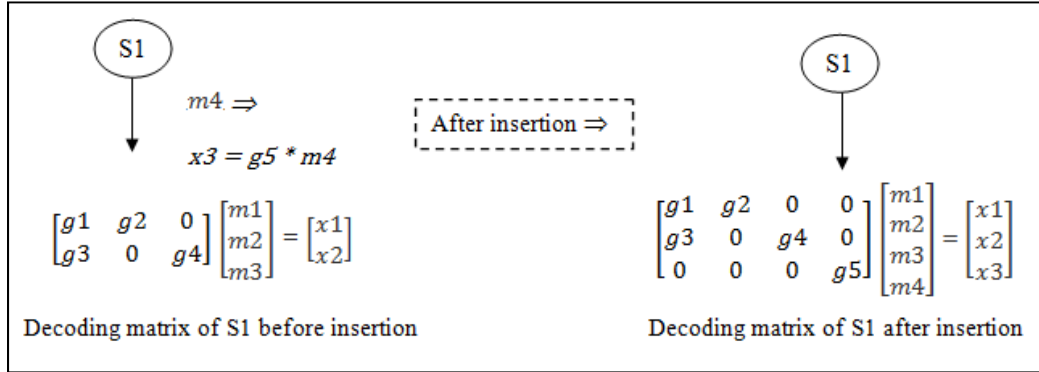 S1
m4 ⇒
x3 = g5 * m4
[g1 g2 0
g3 0 g4] [m1
m2
m3] = [x1
x2]
Decoding matrix of S1 before insertion
After insertion ⇒
S1
[g1 g2 0 0
g3 0 g4 0
0 0 0 g5] [m1
m2
m3
m4] = [x1
x2
x3]
Decoding matrix of S1 after insertion